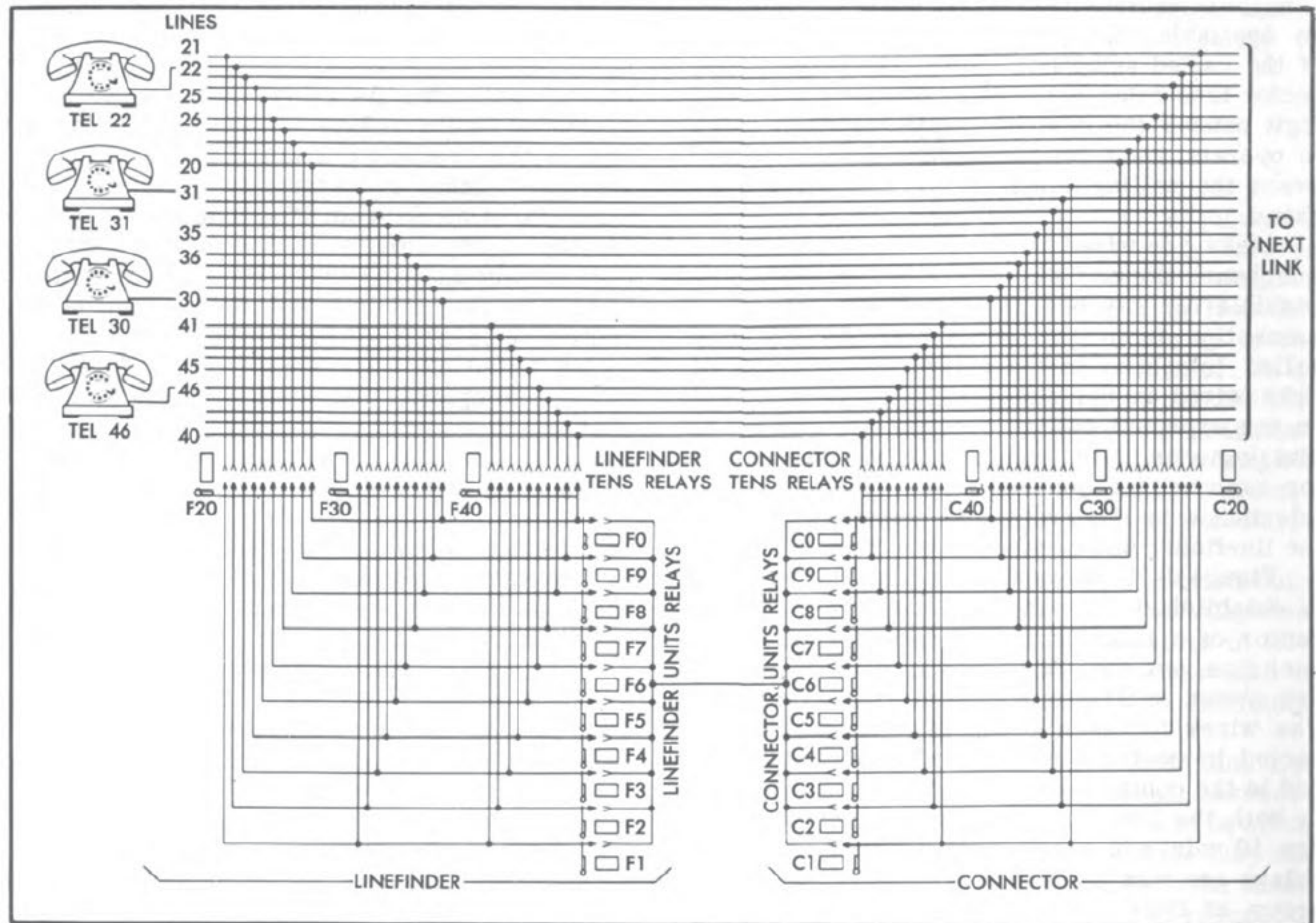 LINES
21
22
25
26
20
31
35
36
30
41
45
46
40
TEL 22
TEL 31
TEL 30
TEL 46
TO
NEXT
LINK
LINEFINDER
TENS RELAYS
CONNECTOR
TENS RELAYS
F20
F30
F40
C40
C30
C20
F0
F9
F8
F7
F6
F5
F4
F3
F2
F1
LINEFINDER UNITS RELAYS
CONNECTOR UNITS RELAYS
C0
C9
C8
C7
C6
C5
C4
C3
C2
C1
LINEFINDER
CONNECTOR